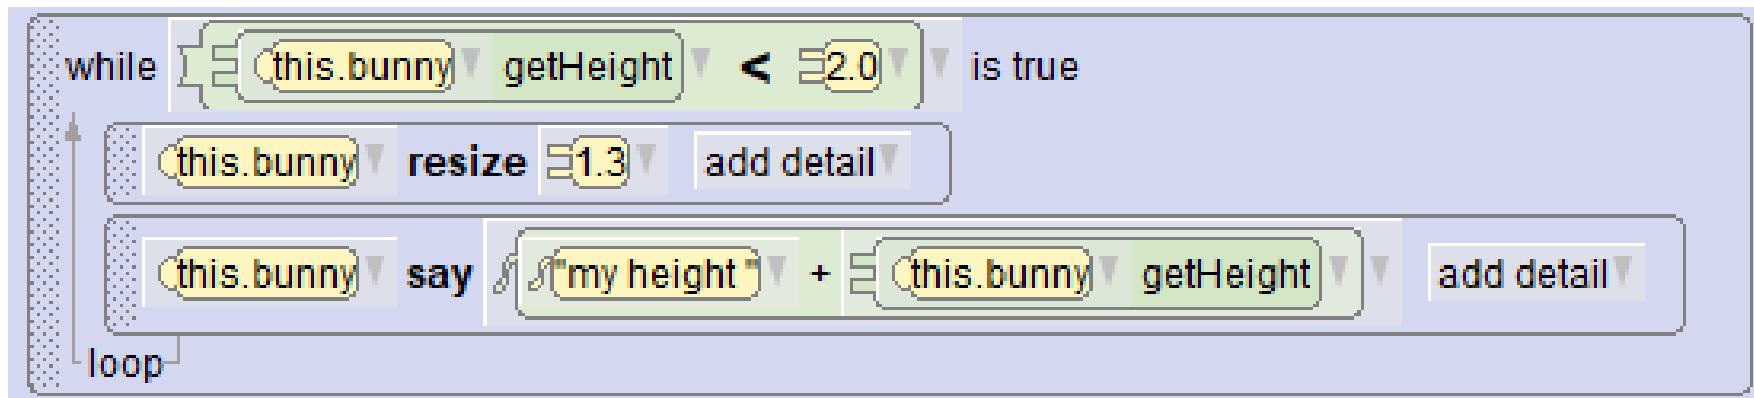 while this.bunny getHeight < 2.0 is true
this.bunny resize 1.3 add detail
this.bunny say "my height " + this.bunny getHeight add detail
loop